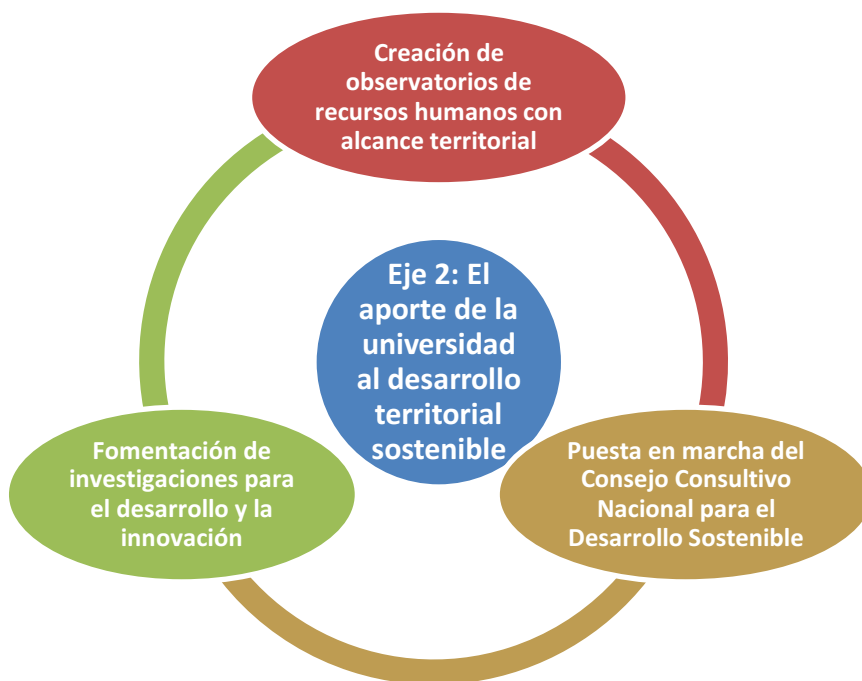 Creación de
observatorios de
recursos humanos con
alcance territorial
Eje 2: El
aporte de la
universidad
al desarrollo
territorial
sostenible
Fomentación de
investigaciones para
el desarrollo y la
innovación
Puesta en marcha del
Consejo Consultivo
Nacional para el
Desarrollo Sostenible